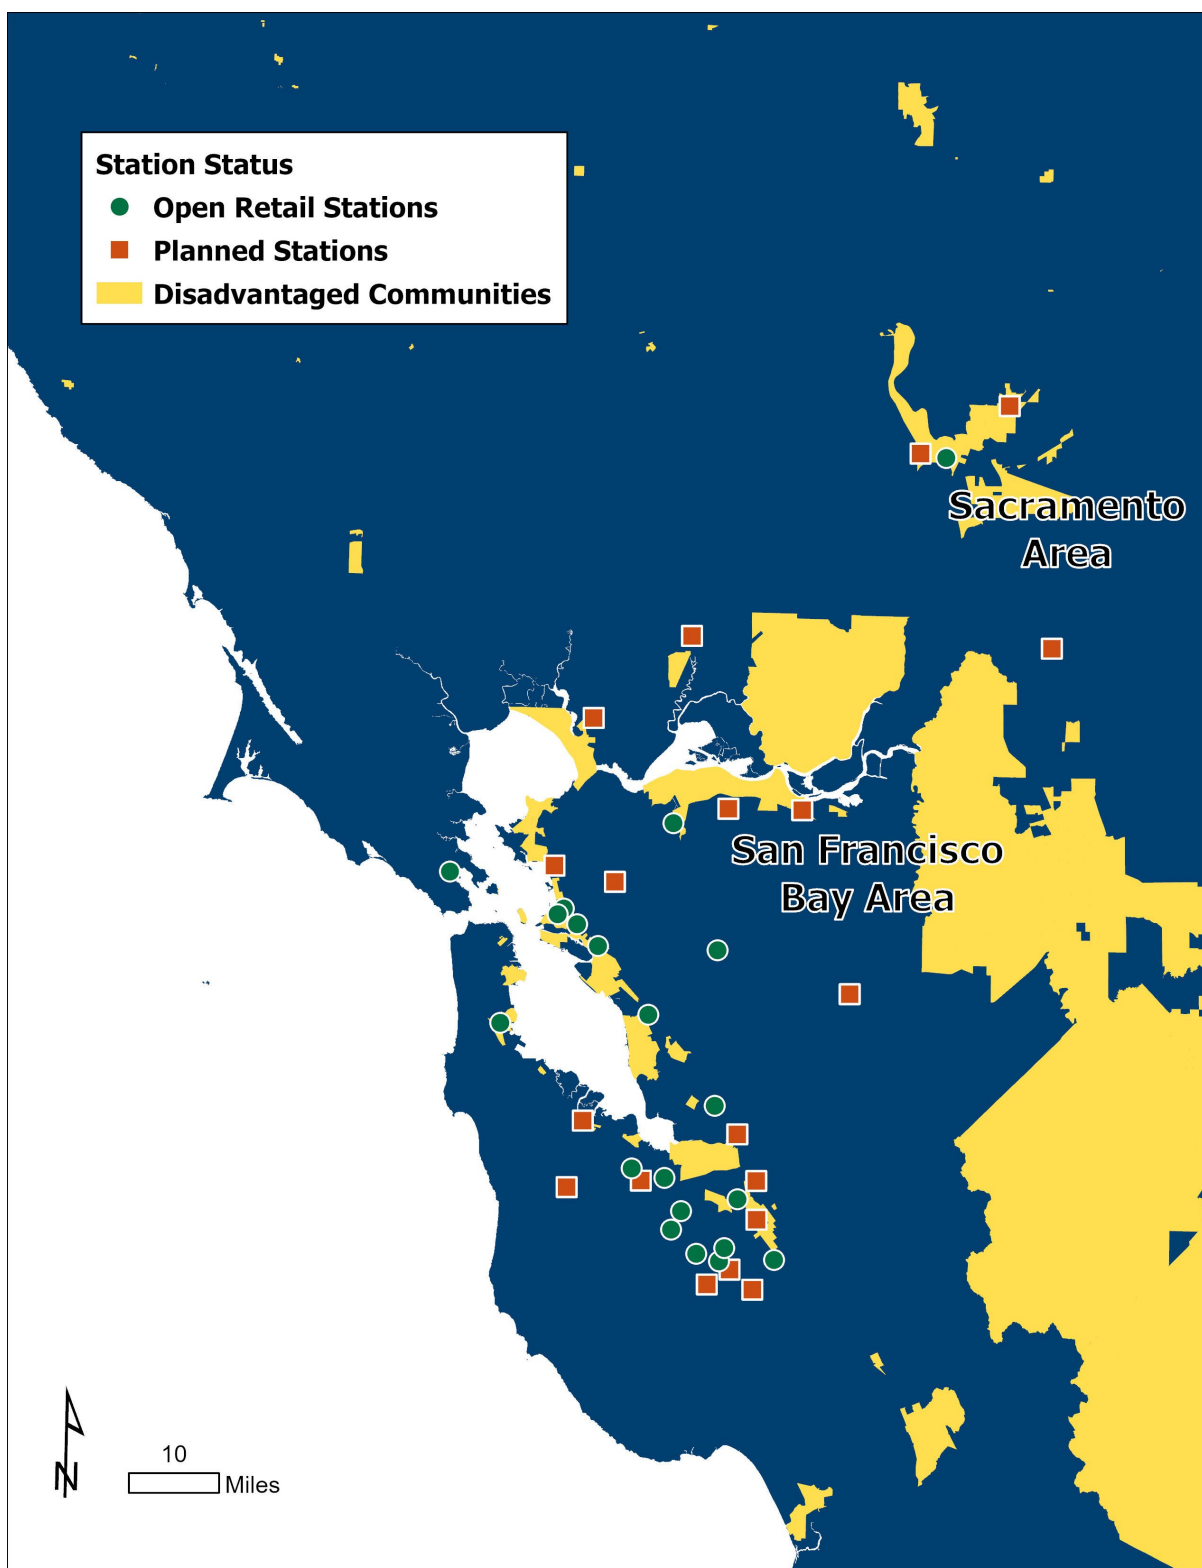 Station Status
Open Retail Stations
Planned Stations
Disadvantaged Communities
Sacramento
Area
San Francisco
Bay Area
10
Miles
N